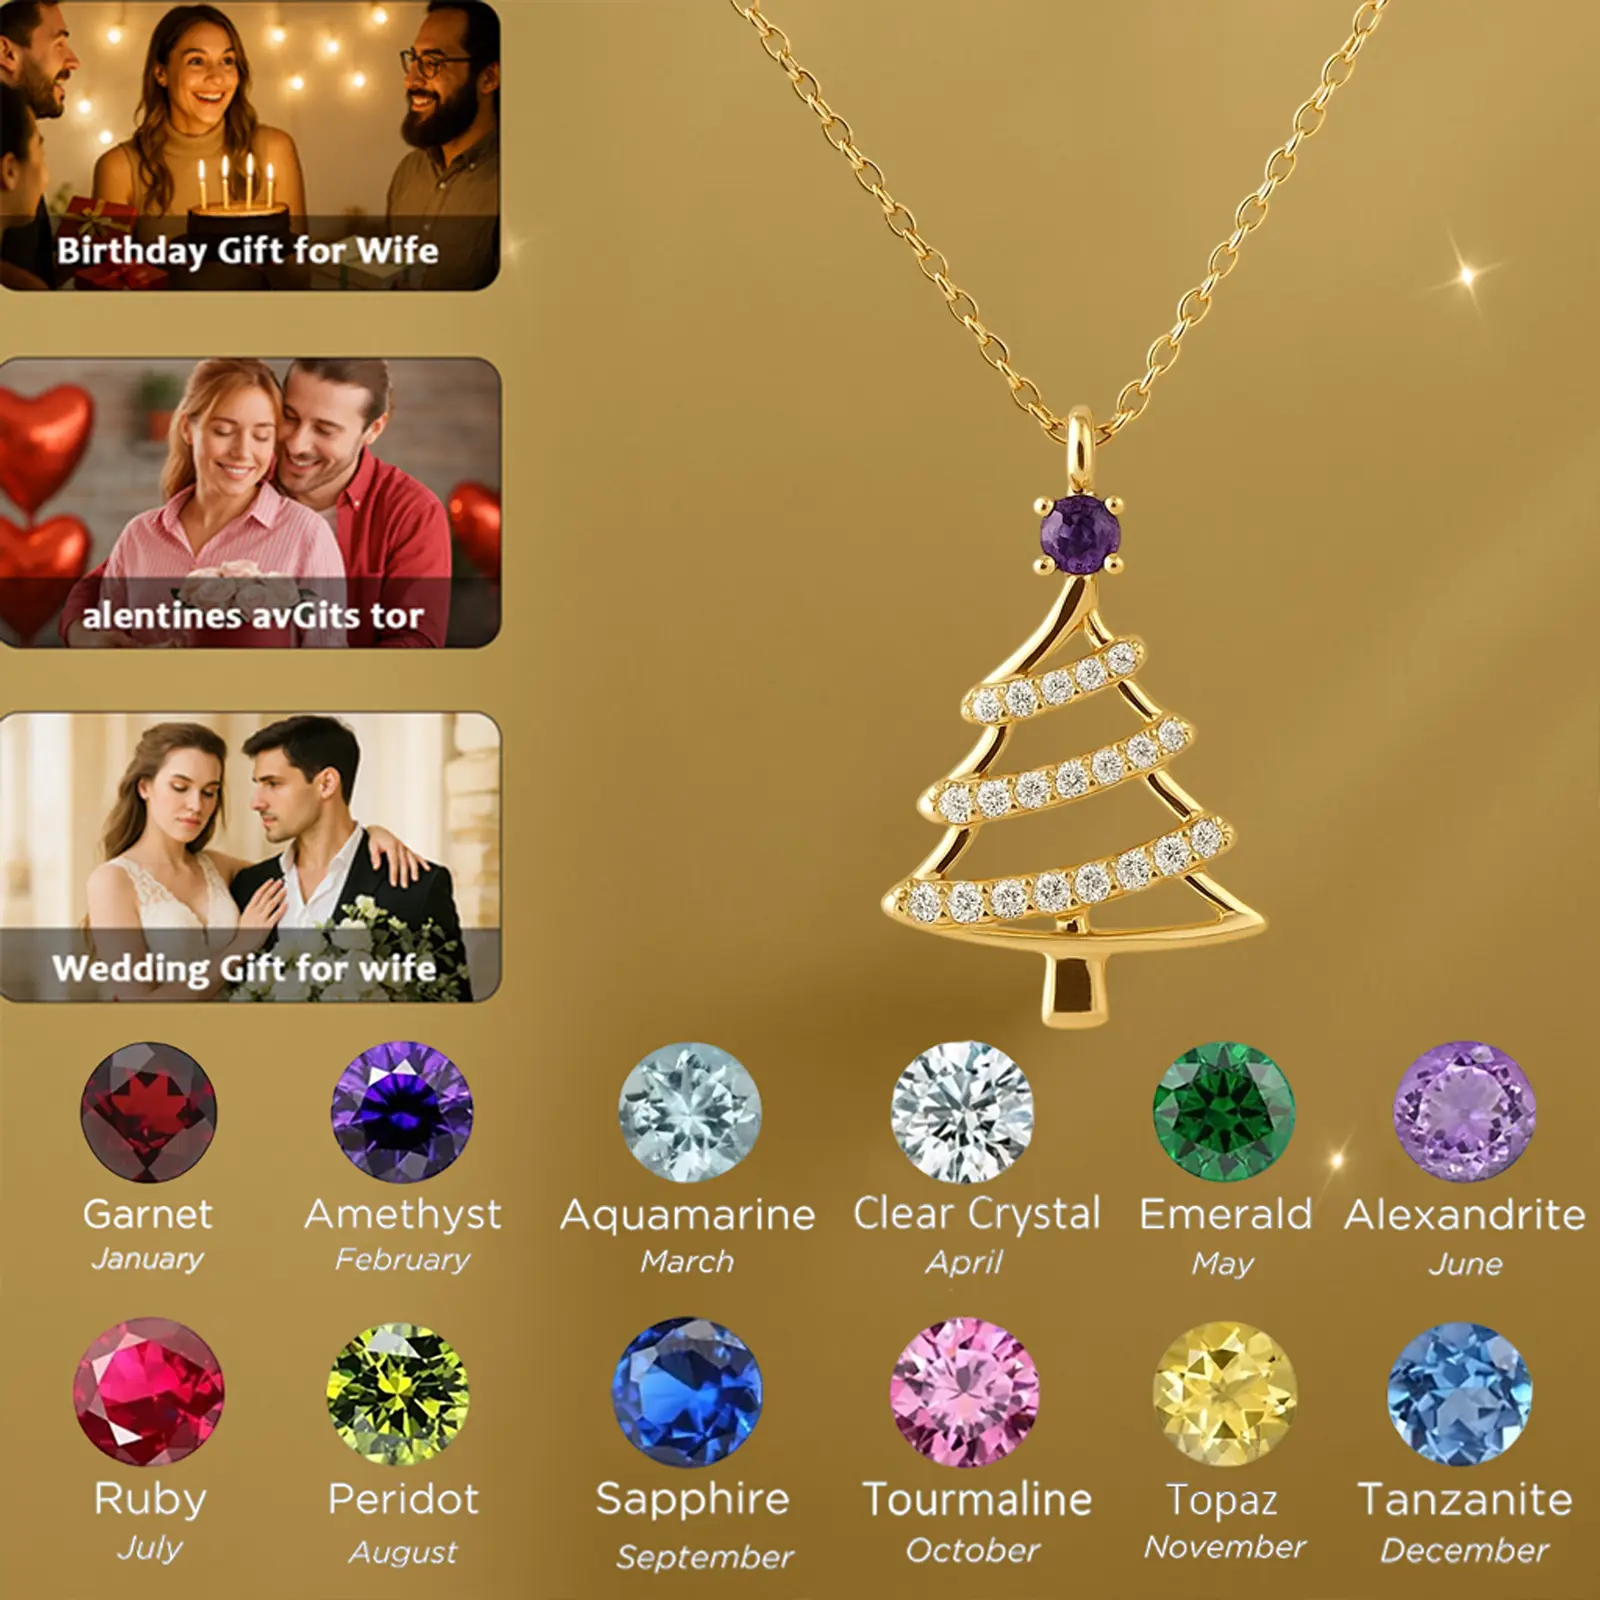 Birthday Gift for Wife
alentines avGits tor
Wedding Gift for wife
Garnet
January
Amethyst
February
Aquamarine
March
Clear Crystal
April
Emerald
May
Alexandrite
June
Ruby
July
Peridot
August
Sapphire
September
Tourmaline
October
Topaz
November
Tanzanite
December